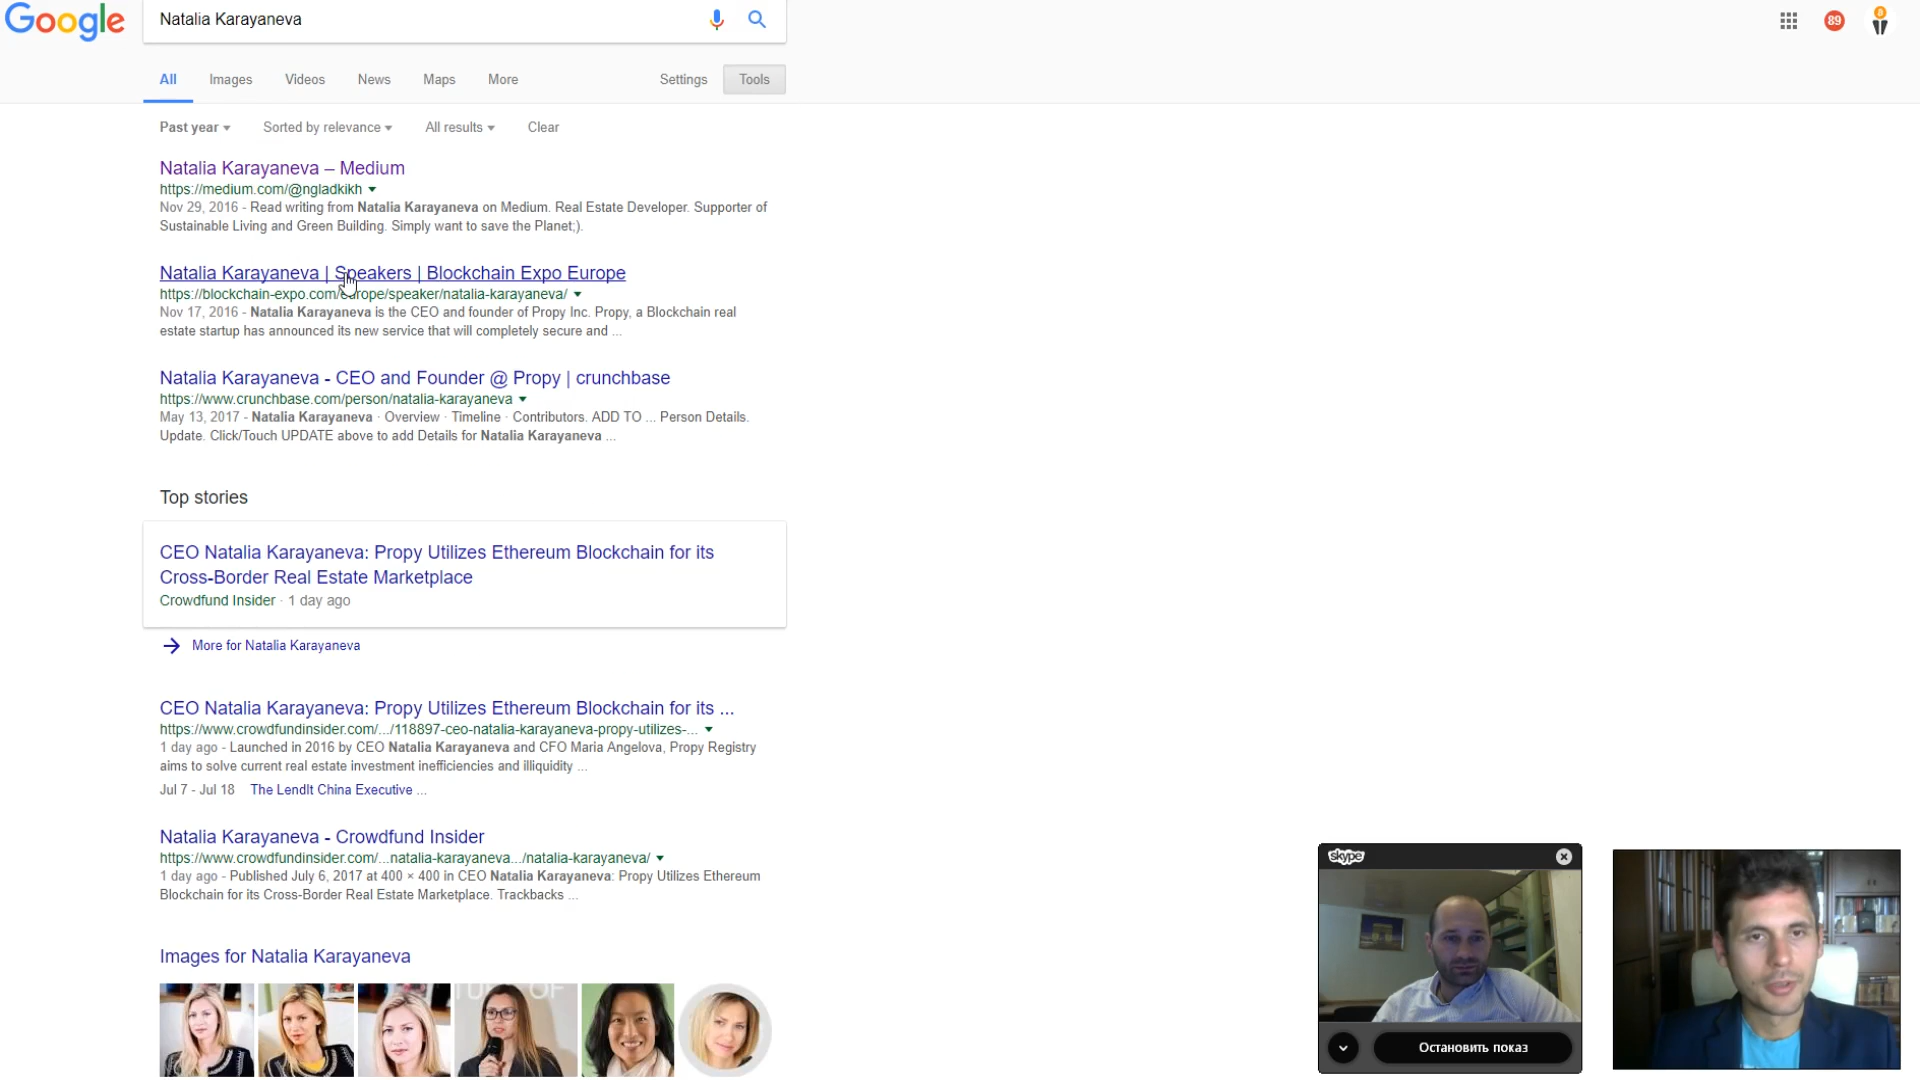 Google
Natalia Karayaneva
89
8
All Images Videos News Maps More Settings Tools
Past year Sorted by relevance All results Clear
Natalia Karayaneva – Medium
https://medium.com/@ngladkikh
Nov 29, 2016 - Read writing from Natalia Karayaneva on Medium. Real Estate Developer. Supporter of
Sustainable Living and Green Building. Simply want to save the Planet;).
Natalia Karayaneva | Speakers | Blockchain Expo Europe
https://blockchain-expo.com/europe/speaker/natalia-karayaneva/
Nov 17, 2016 - Natalia Karayaneva is the CEO and founder of Propy Inc. Propy, a Blockchain real
estate startup has announced its new service that will completely secure and ...
Natalia Karayaneva - CEO and Founder @ Propy | crunchbase
https://www.crunchbase.com/person/natalia-karayaneva
May 13, 2017 - Natalia Karayaneva · Overview · Timeline · Contributors. ADD TO ... Person Details.
Update. Click/Touch UPDATE above to add Details for Natalia Karayaneva ...
Top stories
CEO Natalia Karayaneva: Propy Utilizes Ethereum Blockchain for its
Cross-Border Real Estate Marketplace
Crowdfund Insider · 1 day ago
More for Natalia Karayaneva
CEO Natalia Karayaneva: Propy Utilizes Ethereum Blockchain for its ...
https://www.crowdfundinsider.com/.../118897-ceo-natalia-karayaneva-propy-utilizes-...
1 day ago - Launched in 2016 by CEO Natalia Karayaneva and CFO Maria Angelova, Propy Registry
aims to solve current real estate investment inefficiencies and illiquidity ...
Jul 7 - Jul 18 The LendIt China Executive ...
Natalia Karayaneva - Crowdfund Insider
https://www.crowdfundinsider.com/...natalia-karayaneva.../natalia-karayaneva/
1 day ago - Published July 6, 2017 at 400 × 400 in CEO Natalia Karayaneva: Propy Utilizes Ethereum
Blockchain for its Cross-Border Real Estate Marketplace. Trackbacks ...
Images for Natalia Karayaneva
skype
Остановить показ